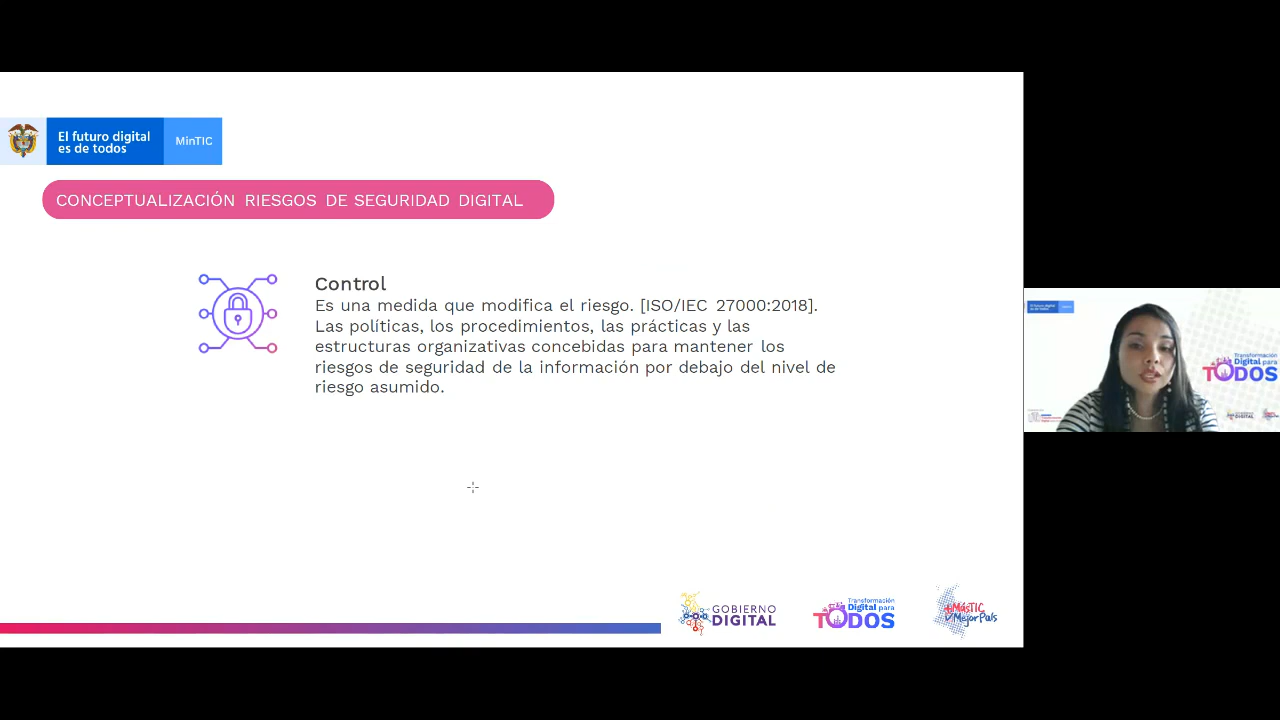 El futuro digital
es de todos
MinTIC
CONCEPTUALIZACIÓN RIESGOS DE SEGURIDAD DIGITAL
Control
Es una medida que modifica el riesgo. [ISO/IEC 27000:2018].
Las políticas, los procedimientos, las prácticas y las
estructuras organizativas concebidas para mantener los
riesgos de seguridad de la información por debajo del nivel de
riesgo asumido.
Transformación
Digital para
TODOS
GOBIERNO
DIGITAL
Transformación
Digital para
TODOS
+MásTIC
+MejorPaís